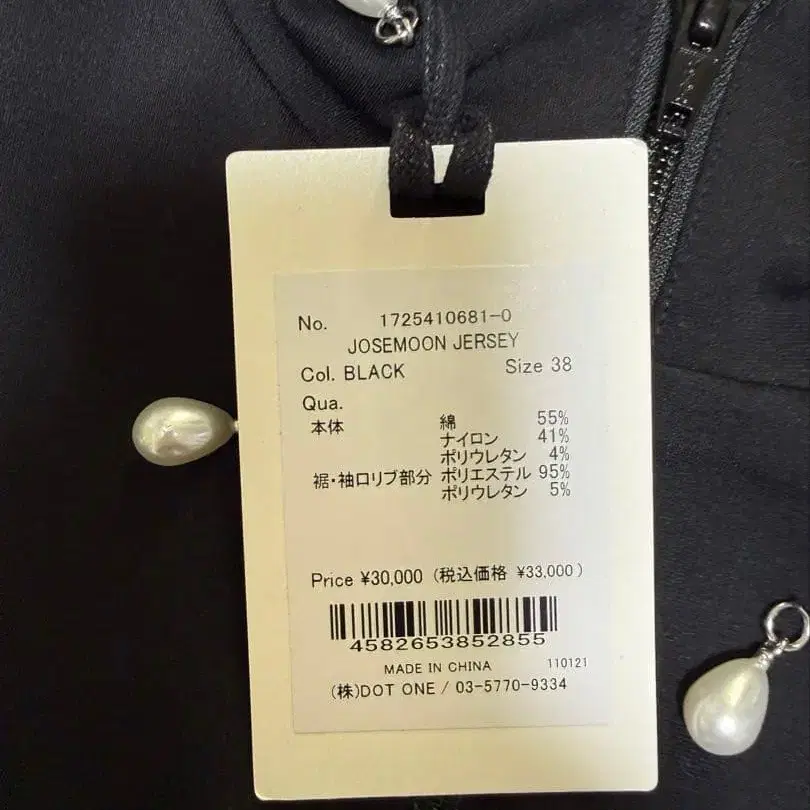 No. 1725410681-0
JOSEMOON JERSEY
Col. BLACK Size 38
Qua.
本体 綿 55%
ナイロン 41%
ポリウレタン 4%
裾・袖口リブ部分 ポリエステル 95%
ポリウレタン 5%
Price ¥30,000 (税込価格 ¥33,000)
4582653852855
MADE IN CHINA 110121
(株)DOT ONE / 03-5770-9334